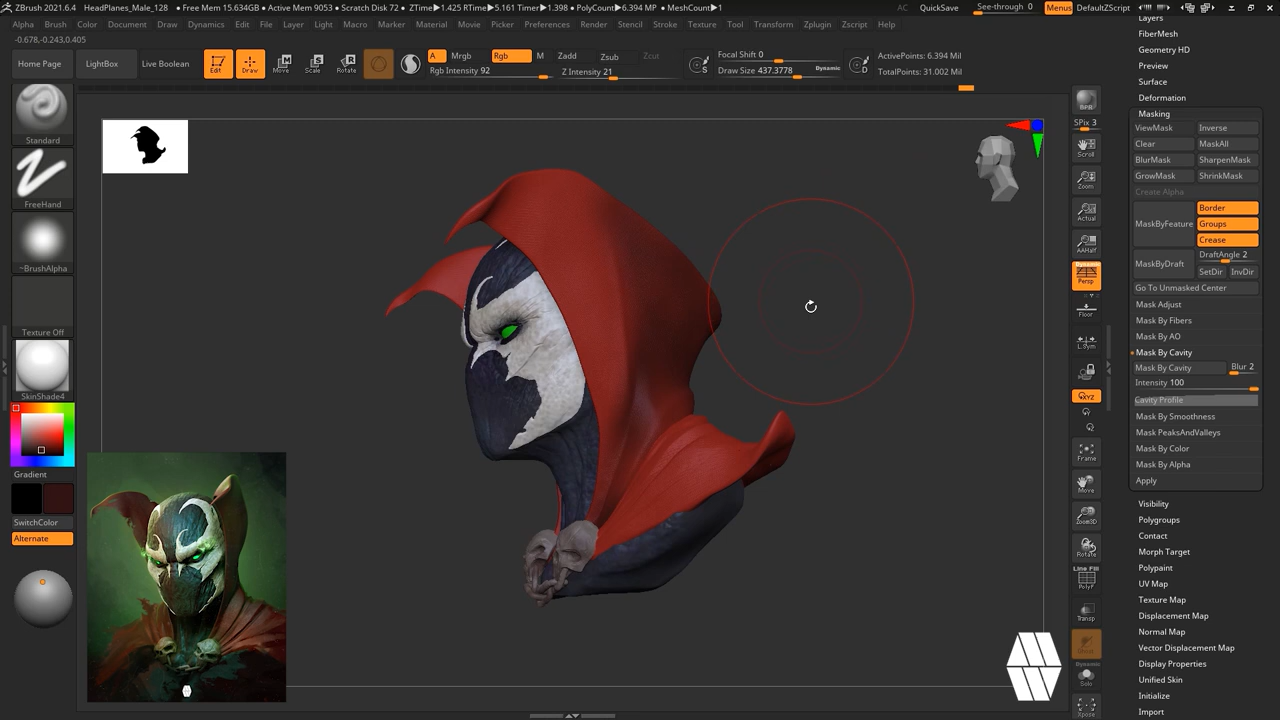 ZBrush 2021.6.4 HeadPlanes_Male_128 • Free Mem 15.634GB • Active Mem 9053 • Scratch Disk 72 • ZTime▶1.425 RTime▶5.161 Timer▶1.398 • PolyCount▶6.394 MP • MeshCount▶1 AC QuickSave See-through 0 Menus DefaultZScript
Alpha Brush Color Document Draw Dynamics Edit File Layer Light Macro Marker Material Movie Picker Preferences Render Stencil Stroke Texture Tool Transform Zplugin Zscript Help
-0.678,-0.243,0.405
Home Page LightBox Live Boolean Edit Draw Move Scale Rotate
A Mrgb Rgb M Zadd Zsub Zcut
Rgb Intensity 92 Z Intensity 21
S Focal Shift 0
Draw Size 437.3778 Dynamic
D ActivePoints: 6.394 Mil
TotalPoints: 31.002 Mil
Standard
FreeHand
~BrushAlpha
Texture Off
SkinShade4
Gradient
SwitchColor
Alternate
BPR
SPix 3
Scroll
Zoom
Actual
AAHalf
Dynamic
Persp
Floor
L.Sym
XYZ
Frame
Move
Zoom3D
Rotate
Line Fill
PolyF
Transp
Dynamic
Solo
Xpose
Layers
FiberMesh
Geometry HD
Preview
Surface
Deformation
Masking
ViewMask Inverse
Clear MaskAll
BlurMask SharpenMask
GrowMask ShrinkMask
Create Alpha
MaskByFeature Border
Groups
Crease
MaskByDraft DraftAngle 2
SetDir InvDir
Go To Unmasked Center
Mask Adjust
Mask By Fibers
Mask By AO
Mask By Cavity
Mask By Cavity Blur 2
Intensity 100
Cavity Profile
Mask By Smoothness
Mask PeaksAndValleys
Mask By Color
Mask By Alpha
Apply
Visibility
Polygroups
Contact
Morph Target
Polypaint
UV Map
Texture Map
Displacement Map
Normal Map
Vector Displacement Map
Display Properties
Unified Skin
Initialize
Import